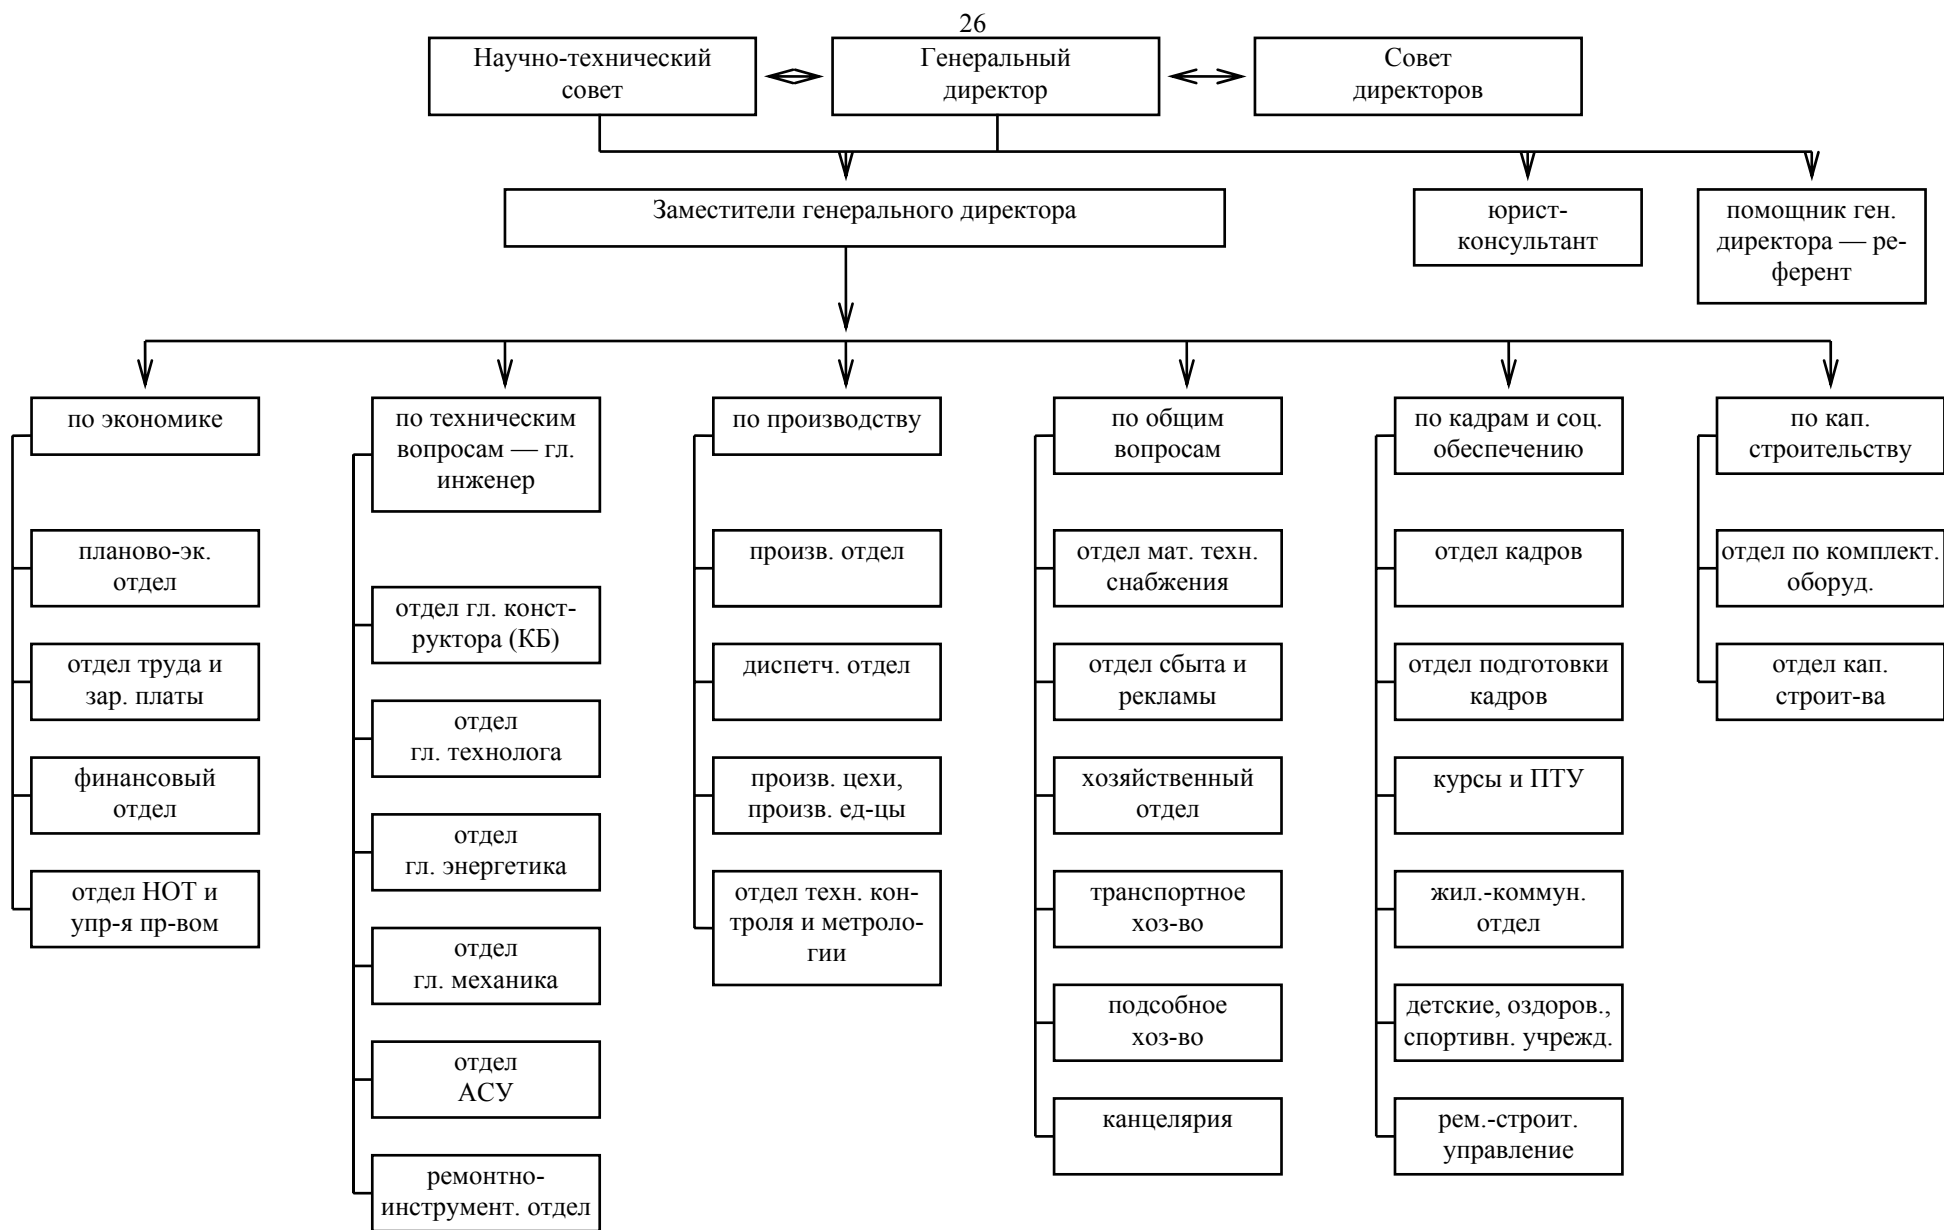 26
Научно-технический
совет
Генеральный
директор
Совет
директоров
Заместители генерального директора
юрист-
консультант
помощник ген.
директора — ре-
ферент
по экономике
планово-эк.
отдел
отдел труда и
зар. платы
финансовый
отдел
отдел НОТ и
упр-я пр-вом
по техническим
вопросам — гл.
инженер
отдел гл. конст-
руктора (КБ)
отдел
гл. технолога
отдел
гл. энергетика
отдел
гл. механика
отдел
АСУ
ремонтно-
инструмент. отдел
по производству
произв. отдел
диспетч. отдел
произв. цехи,
произв. ед-цы
отдел техн. кон-
троля и метроло-
гии
по общим
вопросам
отдел мат. техн.
снабжения
отдел сбыта и
рекламы
хозяйственный
отдел
транспортное
хоз-во
подсобное
хоз-во
канцелярия
по кадрам и соц.
обеспечению
отдел кадров
отдел подготовки
кадров
курсы и ПТУ
жил.-коммун.
отдел
детские, оздоров.,
спортивн. учрежд.
рем.-строит.
управление
по кап.
строительству
отдел по комплект.
оборуд.
отдел кап.
строит-ва